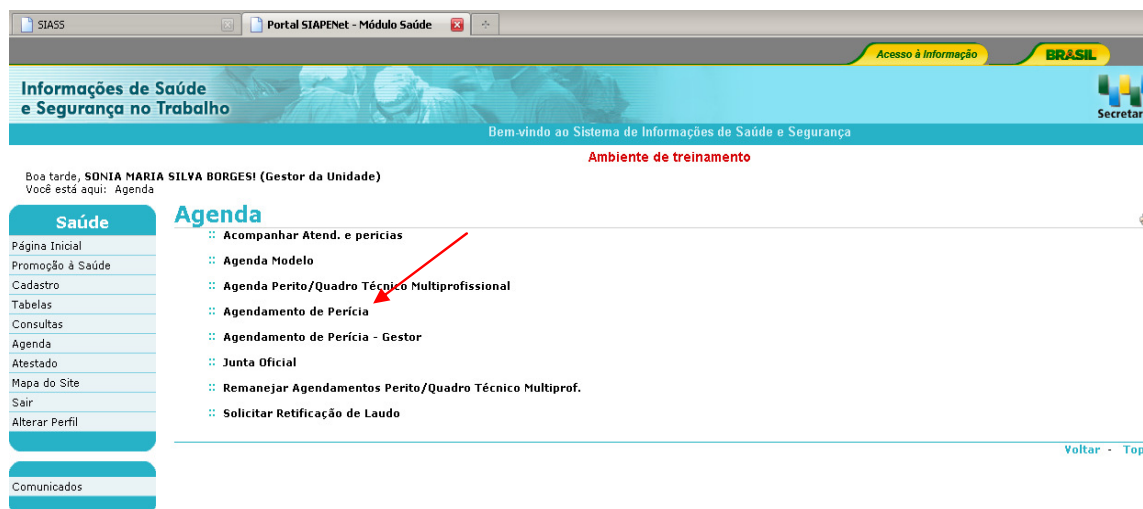 SIASS
Portal SIAPENet - Módulo Saúde
Acesso à Informação
BRASIL
Informações de Saúde
e Segurança no Trabalho
Bem-vindo ao Sistema de Informações de Saúde e Segurança
Ambiente de treinamento
Boa tarde, SONIA MARIA SILVA BORGES! (Gestor da Unidade)
Você está aqui: Agenda
Saúde
Página Inicial
Promoção à Saúde
Cadastro
Tabelas
Consultas
Agenda
Atestado
Mapa do Site
Sair
Alterar Perfil
Comunicados
Agenda
:: Acompanhar Atend. e pericias
:: Agenda Modelo
:: Agenda Perito/Quadro Técnico Multiprofissional
:: Agendamento de Perícia
:: Agendamento de Perícia - Gestor
:: Junta Oficial
:: Remanejar Agendamentos Perito/Quadro Técnico Multiprof.
:: Solicitar Retificação de Laudo
Voltar - Top
Secretar